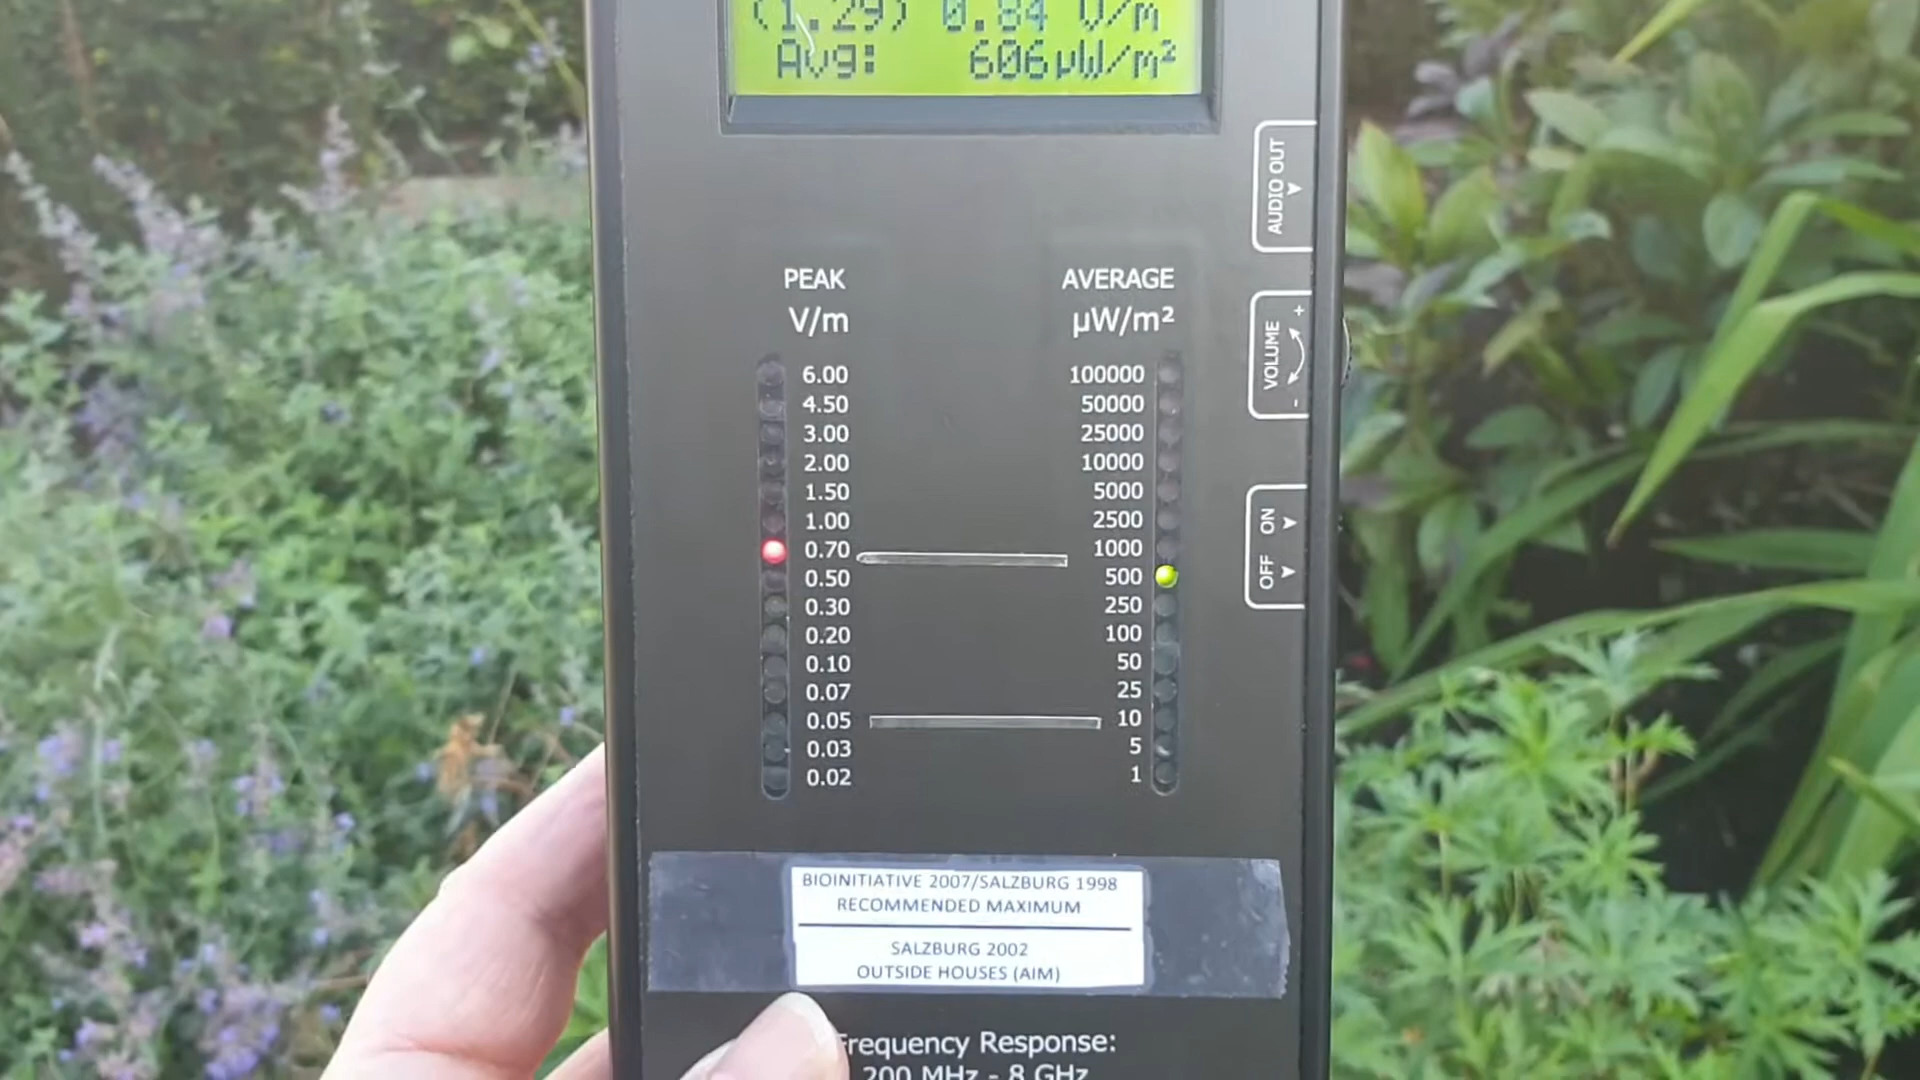 (1.29) 0.84 V/m
Avg: 606µW/m²
AUDIO OUT
PEAK AVERAGE
V/m µW/m²
VOLUME
- +
6.00 100000
4.50 50000
3.00 25000
2.00 10000
1.50 5000
1.00 2500
0.70 1000
0.50 500
0.30 250
0.20 100
0.10 50
0.07 25
0.05 10
0.03 5
0.02 1
OFF ON
BIOINITIATIVE 2007/SALZBURG 1998
RECOMMENDED MAXIMUM
SALZBURG 2002
OUTSIDE HOUSES (AIM)
Frequency Response:
200 MHz - 8 GHz